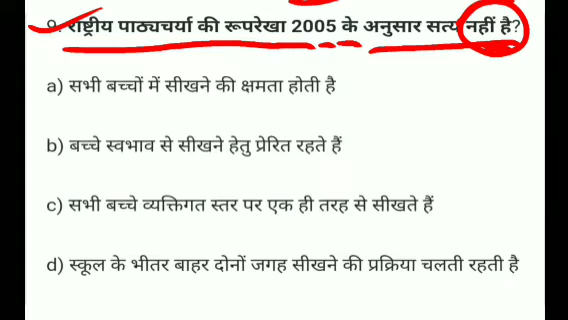 9. राष्ट्रीय पाठ्यचर्या की रूपरेखा 2005 के अनुसार सत्य नहीं है?
a) सभी बच्चों में सीखने की क्षमता होती है
b) बच्चे स्वभाव से सीखने हेतु प्रेरित रहते हैं
c) सभी बच्चे व्यक्तिगत स्तर पर एक ही तरह से सीखते हैं
d) स्कूल के भीतर बाहर दोनों जगह सीखने की प्रक्रिया चलती रहती है